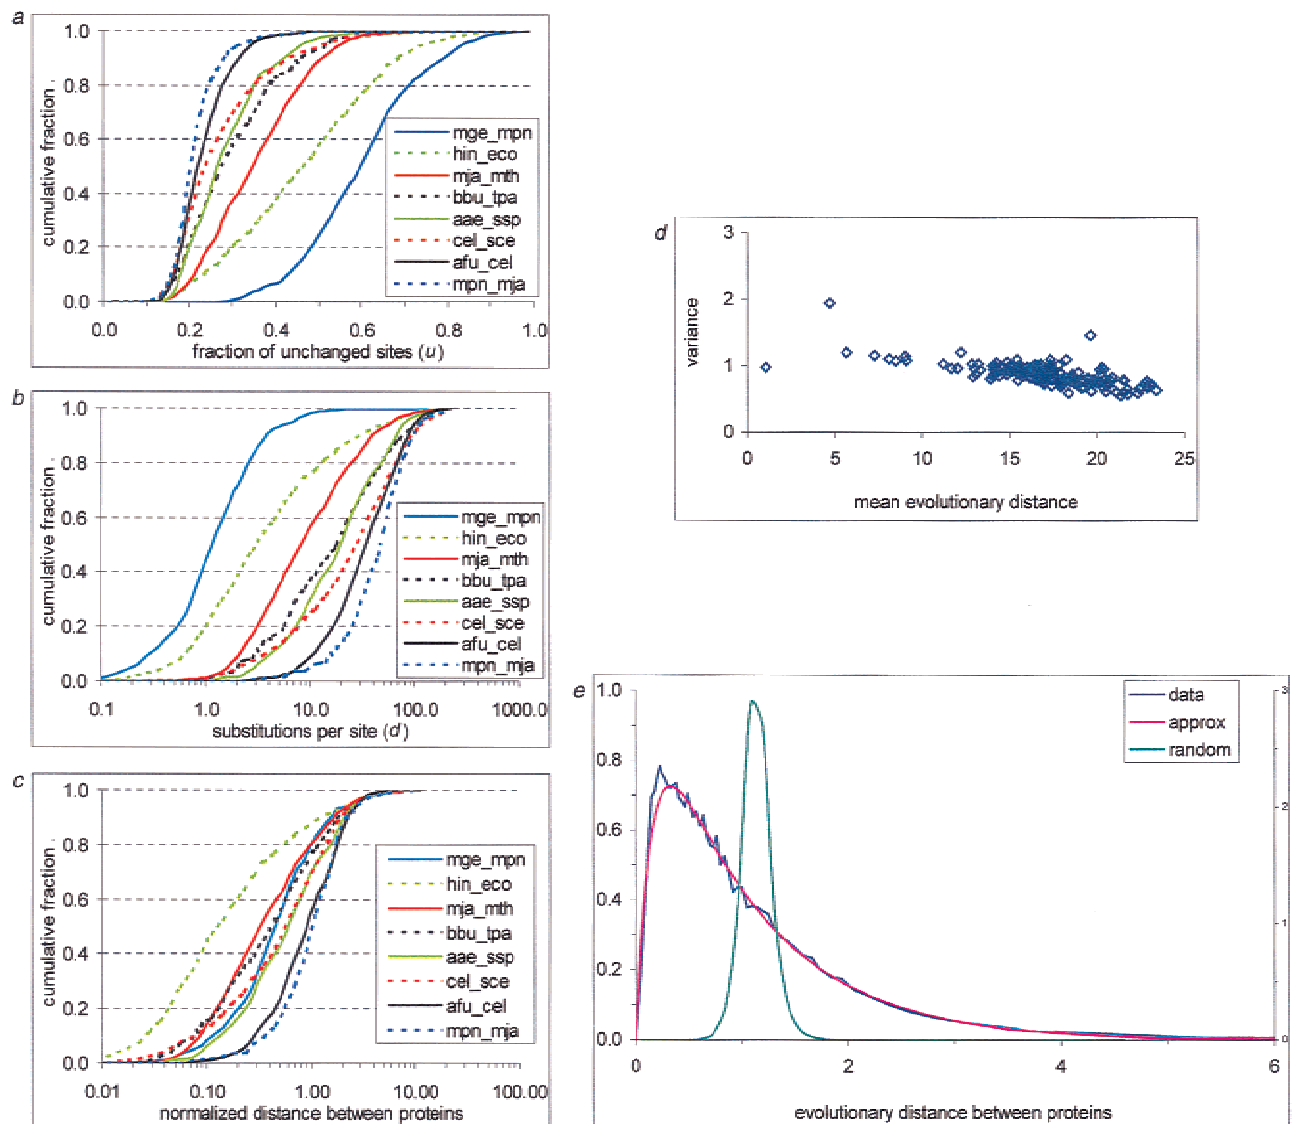 a
cumulative fraction
1.0
0.8
0.6
0.4
0.2
0.0
mge_mpn
hin_eco
mja_mth
bbu_tpa
aae_ssp
cel_sce
afu_cel
mpn_mja
0.0 0.2 0.4 0.6 0.8 1.0
fraction of unchanged sites (u)
b
cumulative fraction
1.0
0.8
0.6
0.4
0.2
0.0
mge_mpn
hin_eco
mja_mth
bbu_tpa
aae_ssp
cel_sce
afu_cel
mpn_mja
0.1 1.0 10.0 100.0 1000.0
substitutions per site (d)
c
cumulative fraction
1.0
0.8
0.6
0.4
0.2
0.0
mge_mpn
hin_eco
mja_mth
bbu_tpa
aae_ssp
cel_sce
afu_cel
mpn_mja
0.01 0.10 1.00 10.00 100.00
normalized distance between proteins
d
variance
3
2
1
0
0 5 10 15 20 25
mean evolutionary distance
e
1.0
0.8
0.6
0.4
0.2
0.0
data
approx
random
3
2
1
0
0 2 4 6
evolutionary distance between proteins